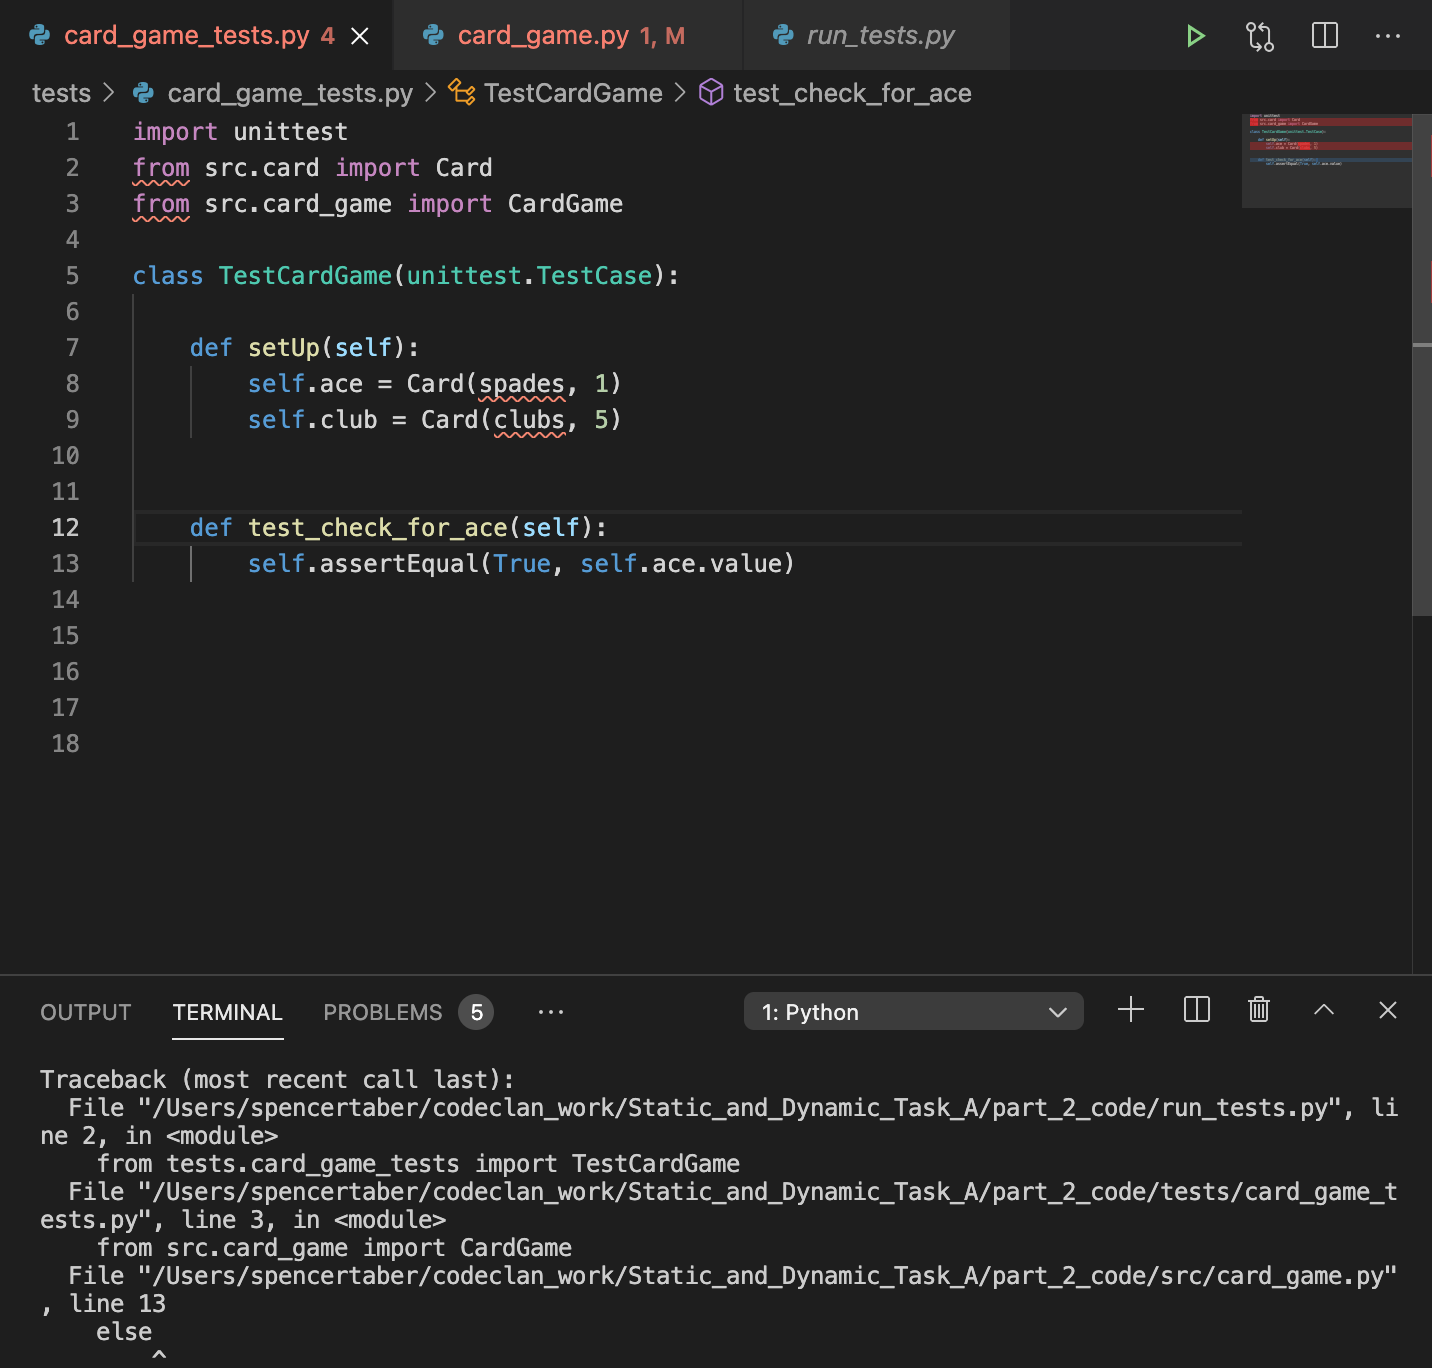 card_game_tests.py 4 card_game.py 1, M run_tests.py
tests > card_game_tests.py > TestCardGame > test_check_for_ace
1 import unittest
2 from src.card import Card
3 from src.card_game import CardGame
4
5 class TestCardGame(unittest.TestCase):
6
7 def setUp(self):
8 self.ace = Card(spades, 1)
9 self.club = Card(clubs, 5)
10
11
12 def test_check_for_ace(self):
13 self.assertEqual(True, self.ace.value)
14
15
16
17
18
OUTPUT TERMINAL PROBLEMS 5 ... 1: Python
Traceback (most recent call last):
File "/Users/spencertaber/codeclan_work/Static_and_Dynamic_Task_A/part_2_code/run_tests.py", li
ne 2, in <module>
from tests.card_game_tests import TestCardGame
File "/Users/spencertaber/codeclan_work/Static_and_Dynamic_Task_A/part_2_code/tests/card_game_t
ests.py", line 3, in <module>
from src.card_game import CardGame
File "/Users/spencertaber/codeclan_work/Static_and_Dynamic_Task_A/part_2_code/src/card_game.py"
, line 13
else
^